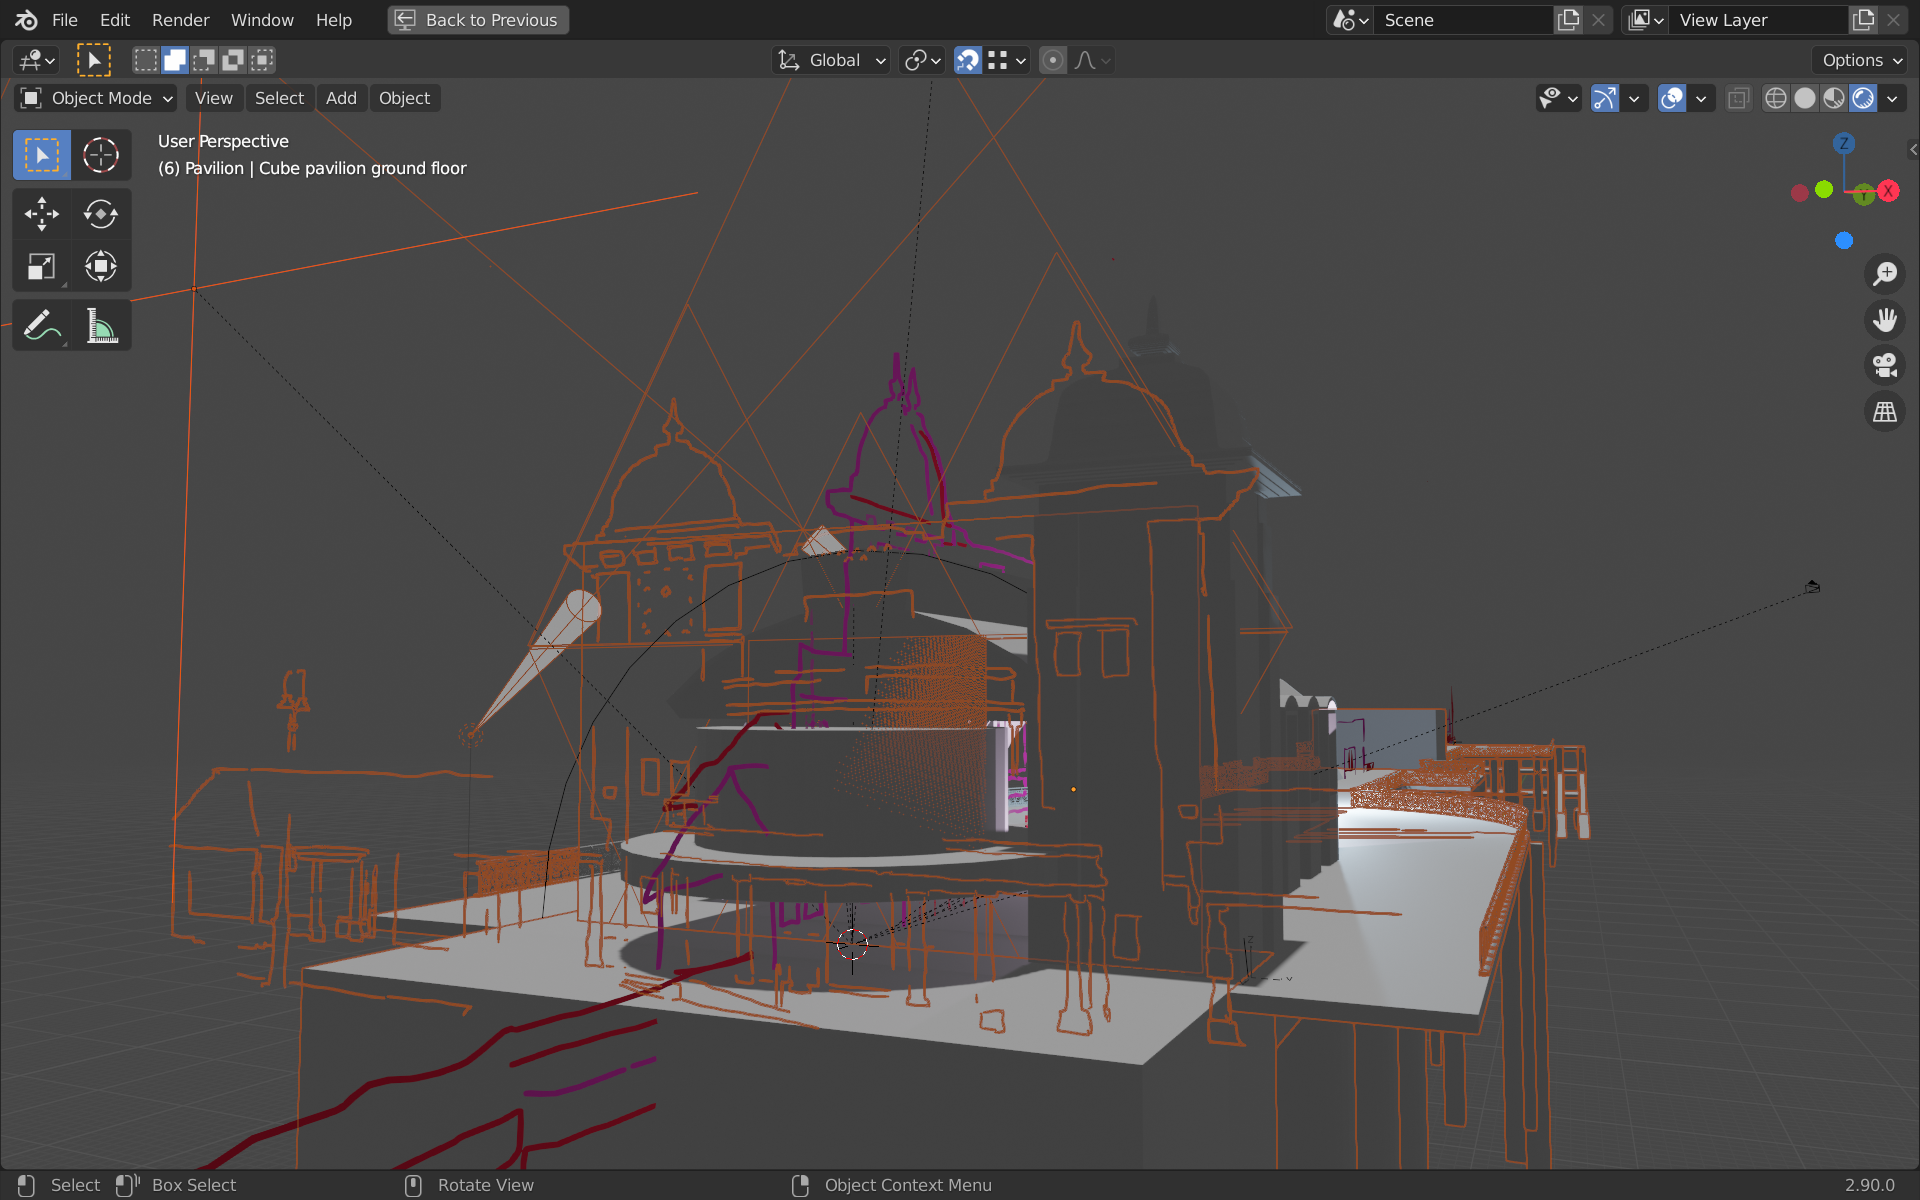 File Edit Render Window Help Back to Previous Scene View Layer
Global Options
Object Mode View Select Add Object
User Perspective
(6) Pavilion | Cube pavilion ground floor
Z
Y X
Select Box Select Rotate View Object Context Menu 2.90.0